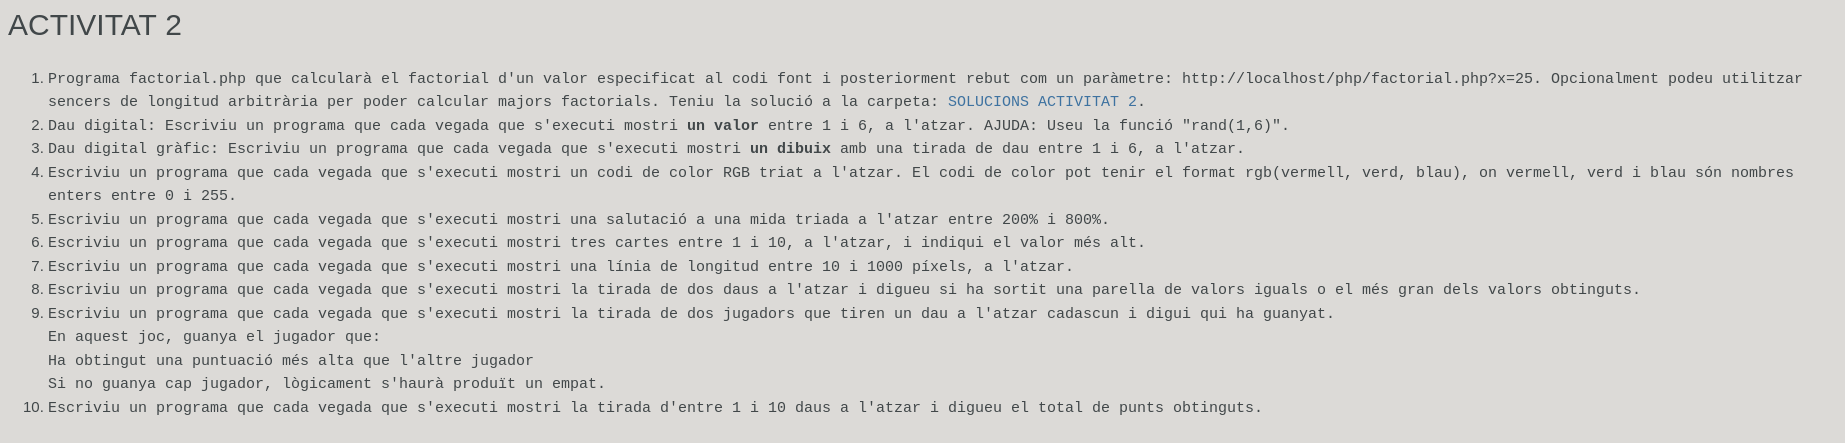 ACTIVITAT 2
1. Programa factorial.php que calcularà el factorial d'un valor especificat al codi font i posteriorment rebut com un paràmetre: http://localhost/php/factorial.php?x=25. Opcionalment podeu utilitzar
sencers de longitud arbitrària per poder calcular majors factorials. Teniu la solució a la carpeta: SOLUCIONS ACTIVITAT 2.
2. Dau digital: Escriviu un programa que cada vegada que s'executi mostri un valor entre 1 i 6, a l'atzar. AJUDA: Useu la funció "rand(1,6)".
3. Dau digital gràfic: Escriviu un programa que cada vegada que s'executi mostri un dibuix amb una tirada de dau entre 1 i 6, a l'atzar.
4. Escriviu un programa que cada vegada que s'executi mostri un codi de color RGB triat a l'atzar. El codi de color pot tenir el format rgb(vermell, verd, blau), on vermell, verd i blau són nombres
enters entre 0 i 255.
5. Escriviu un programa que cada vegada que s'executi mostri una salutació a una mida triada a l'atzar entre 200% i 800%.
6. Escriviu un programa que cada vegada que s'executi mostri tres cartes entre 1 i 10, a l'atzar, i indiqui el valor més alt.
7. Escriviu un programa que cada vegada que s'executi mostri una línia de longitud entre 10 i 1000 píxels, a l'atzar.
8. Escriviu un programa que cada vegada que s'executi mostri la tirada de dos daus a l'atzar i digueu si ha sortit una parella de valors iguals o el més gran dels valors obtinguts.
9. Escriviu un programa que cada vegada que s'executi mostri la tirada de dos jugadors que tiren un dau a l'atzar cadascun i digui qui ha guanyat.
En aquest joc, guanya el jugador que:
Ha obtingut una puntuació més alta que l'altre jugador
Si no guanya cap jugador, lògicament s'haurà produït un empat.
10. Escriviu un programa que cada vegada que s'executi mostri la tirada d'entre 1 i 10 daus a l'atzar i digueu el total de punts obtinguts.